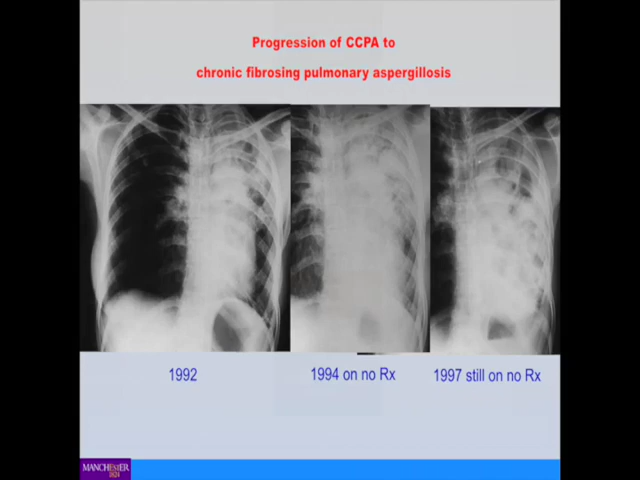 Progression of CCPA to
chronic fibrosing pulmonary aspergillosis
1992
1994 on no Rx
1997 still on no Rx
MANCHESTER
1824